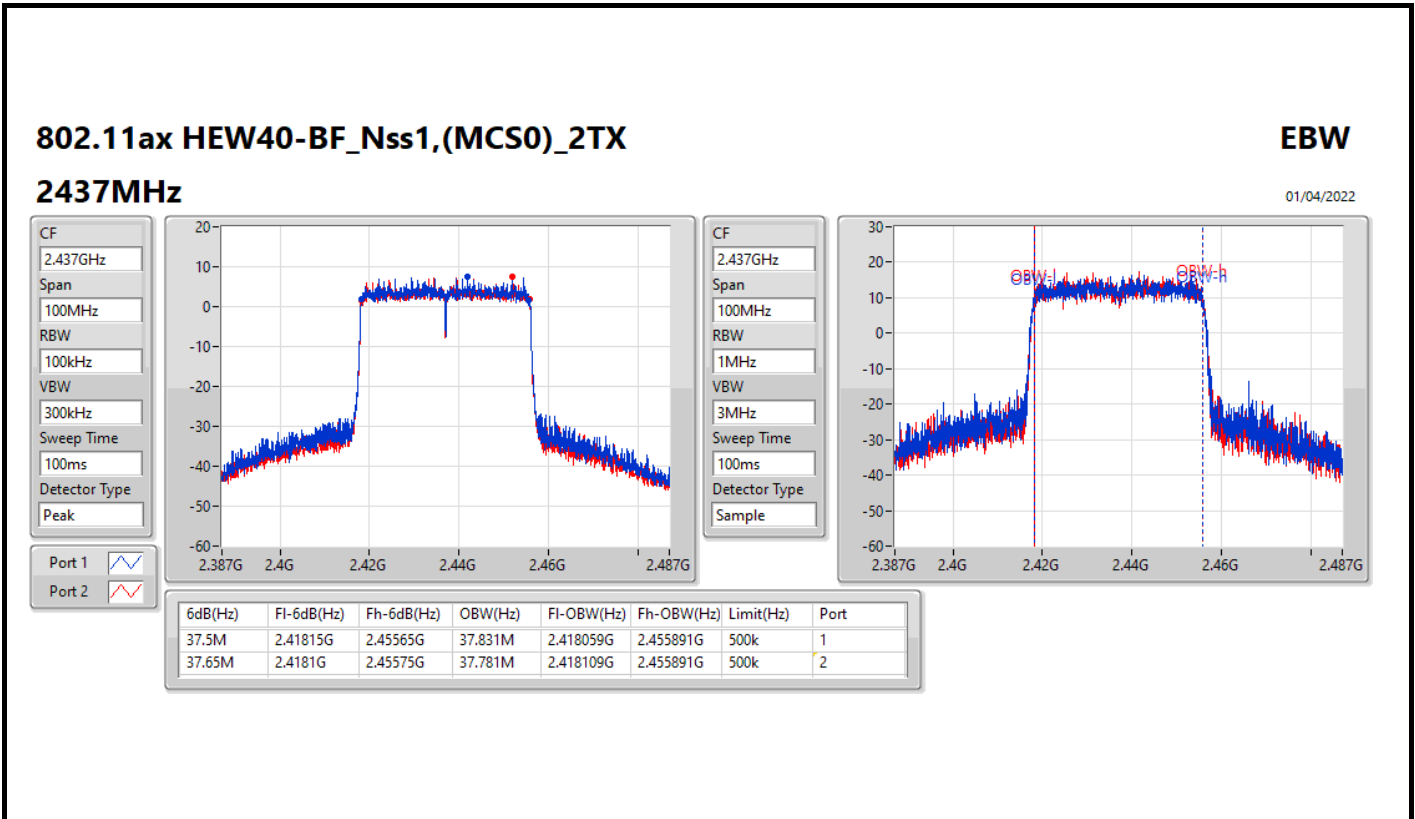 802.11ax HEW40-BF_Nss1,(MCS0)_2TX
EBW
2437MHz
01/04/2022
CF
2.437GHz
Span
100MHz
RBW
100kHz
VBW
300kHz
Sweep Time
100ms
Detector Type
Peak
Port 1
Port 2
20
10
0
-10
-20
-30
-40
-50
-60
2.387G 2.4G 2.42G 2.44G 2.46G 2.487G
CF
2.437GHz
Span
100MHz
RBW
1MHz
VBW
3MHz
Sweep Time
100ms
Detector Type
Sample
30
20
10
0
-10
-20
-30
-40
-50
-60
OBW-l OBW-h
OBW-l OBW-h
2.387G 2.4G 2.42G 2.44G 2.46G 2.487G
6dB(Hz) Fl-6dB(Hz) Fh-6dB(Hz) OBW(Hz) Fl-OBW(Hz) Fh-OBW(Hz) Limit(Hz) Port
37.5M 2.41815G 2.45565G 37.831M 2.418059G 2.455891G 500k 1
37.65M 2.4181G 2.45575G 37.781M 2.418109G 2.455891G 500k 2